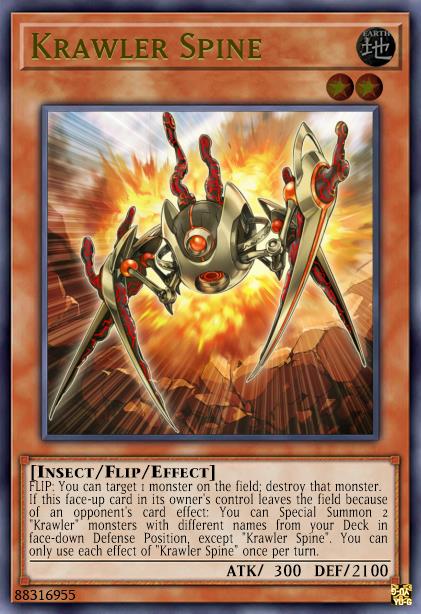 KRAWLER SPINE
EARTH
地
[INSECT/FLIP/EFFECT]
FLIP: You can target 1 monster on the field; destroy that monster.
If this face-up card in its owner's control leaves the field because
of an opponent's card effect: You can Special Summon 2
"Krawler" monsters with different names from your Deck in
face-down Defense Position, except "Krawler Spine". You can
only use each effect of "Krawler Spine" once per turn.
ATK/ 300 DEF/2100
88316955